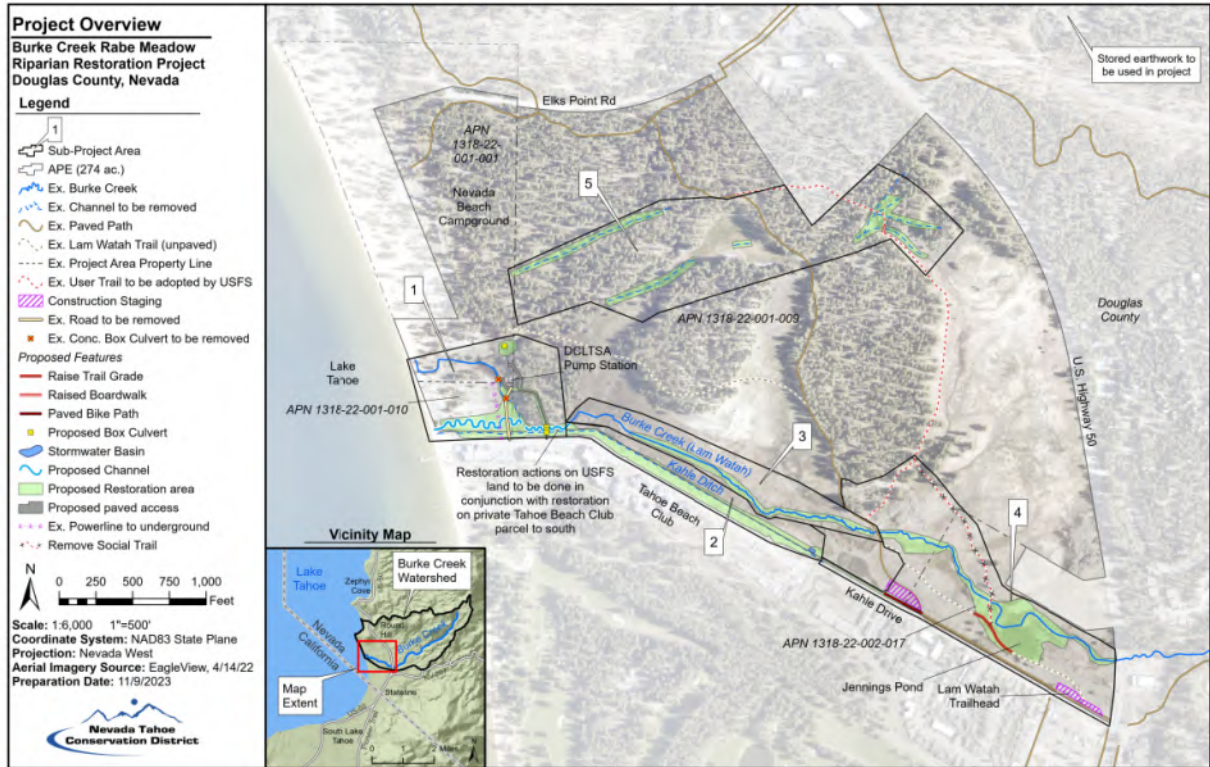 Project Overview
Burke Creek Rabe Meadow
Riparian Restoration Project
Douglas County, Nevada
Legend
1
Sub-Project Area
APE (274 ac.)
Ex. Burke Creek
Ex. Channel to be removed
Ex. Paved Path
Ex. Lam Watah Trail (unpaved)
Ex. Project Area Property Line
Ex. User Trail to be adopted by USFS
Construction Staging
Ex. Road to be removed
Ex. Conc. Box Culvert to be removed
Proposed Features
Raise Trail Grade
Raised Boardwalk
Paved Bike Path
Proposed Box Culvert
Stormwater Basin
Proposed Channel
Proposed Restoration area
Proposed paved access
Ex. Powerline to underground
Remove Social Trail
N
0 250 500 750 1,000
Feet
Scale: 1:6,000 1"=500'
Coordinate System: NAD83 State Plane
Projection: Nevada West
Aerial Imagery Source: EagleView, 4/14/22
Preparation Date: 11/9/2023
Nevada Tahoe
Conservation District
Stored earthwork to
be used in project
Elks Point Rd
APN
1318-22-
001-001
Nevada
Beach
Campground
5
1
APN 1318-22-001-009
Douglas
County
U.S. Highway 50
Lake
Tahoe
DCLTSA
Pump Station
APN 1318-22-001-010
Burke Creek (Lam Watah)
3
Kahle Ditch
Restoration actions on USFS
land to be done in
conjunction with restoration
on private Tahoe Beach Club
parcel to south
Tahoe Beach
Club
2
4
Kahle Drive
APN 1318-22-002-017
Jennings Pond
Lam Watah
Trailhead
Vicinity Map
Lake
Tahoe
Zephyr
Cove
Burke Creek
Watershed
Round
Hill
Burke Creek
Nevada
California
Map
Extent
Stateline
South Lake
Tahoe
0 1 2 Miles
N